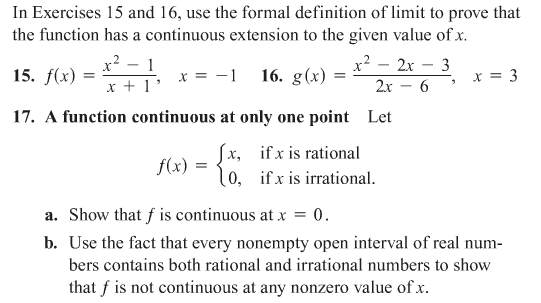 In Exercises 15 and 16, use the formal definition of limit to prove that
the function has a continuous extension to the given value of x.
15. f(x) = \frac{x² − 1}{x + 1}, x = −1 16. g(x) = \frac{x² − 2x − 3}{2x − 6}, x = 3
17. A function continuous at only one point Let
f(x) = { x, if x is rational
0, if x is irrational.
a. Show that f is continuous at x = 0.
b. Use the fact that every nonempty open interval of real num-
bers contains both rational and irrational numbers to show
that f is not continuous at any nonzero value of x.